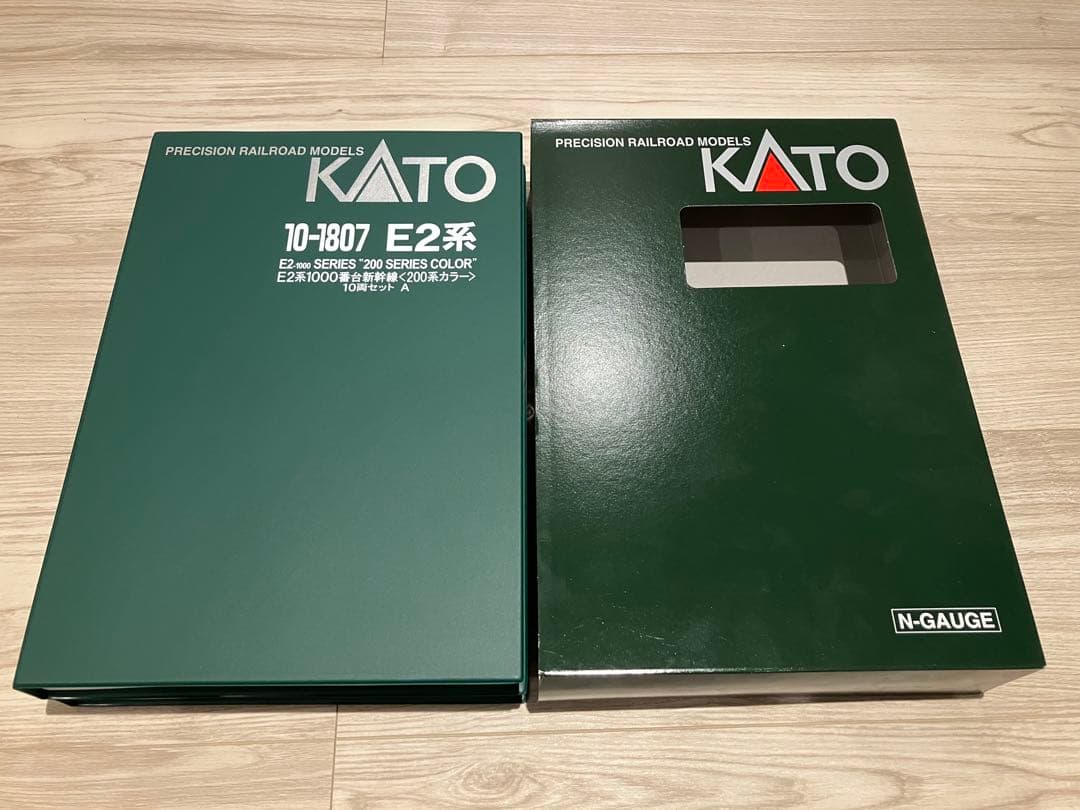 PRECISION RAILROAD MODELS
KATO
10-1807 E2系
E2-1000 SERIES "200 SERIES COLOR"
E2系1000番台新幹線<200系カラー>
10両セット A
PRECISION RAILROAD MODELS
KATO
N-GAUGE